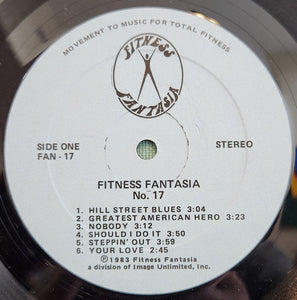 MOVEMENT TO MUSIC FOR TOTAL FITNESS
FITNESS
FANTASIA
SIDE ONE
FAN - 17
STEREO
FITNESS FANTASIA
No. 17
1. HILL STREET BLUES 3:04
2. GREATEST AMERICAN HERO 3:23
3. NOBODY 3:12
4. SHOULD I DO IT 3:50
5. STEPPIN' OUT 3:59
6. YOUR LOVE 2:45
℗1983 Fitness Fantasia
a division of Image Unlimited, Inc.